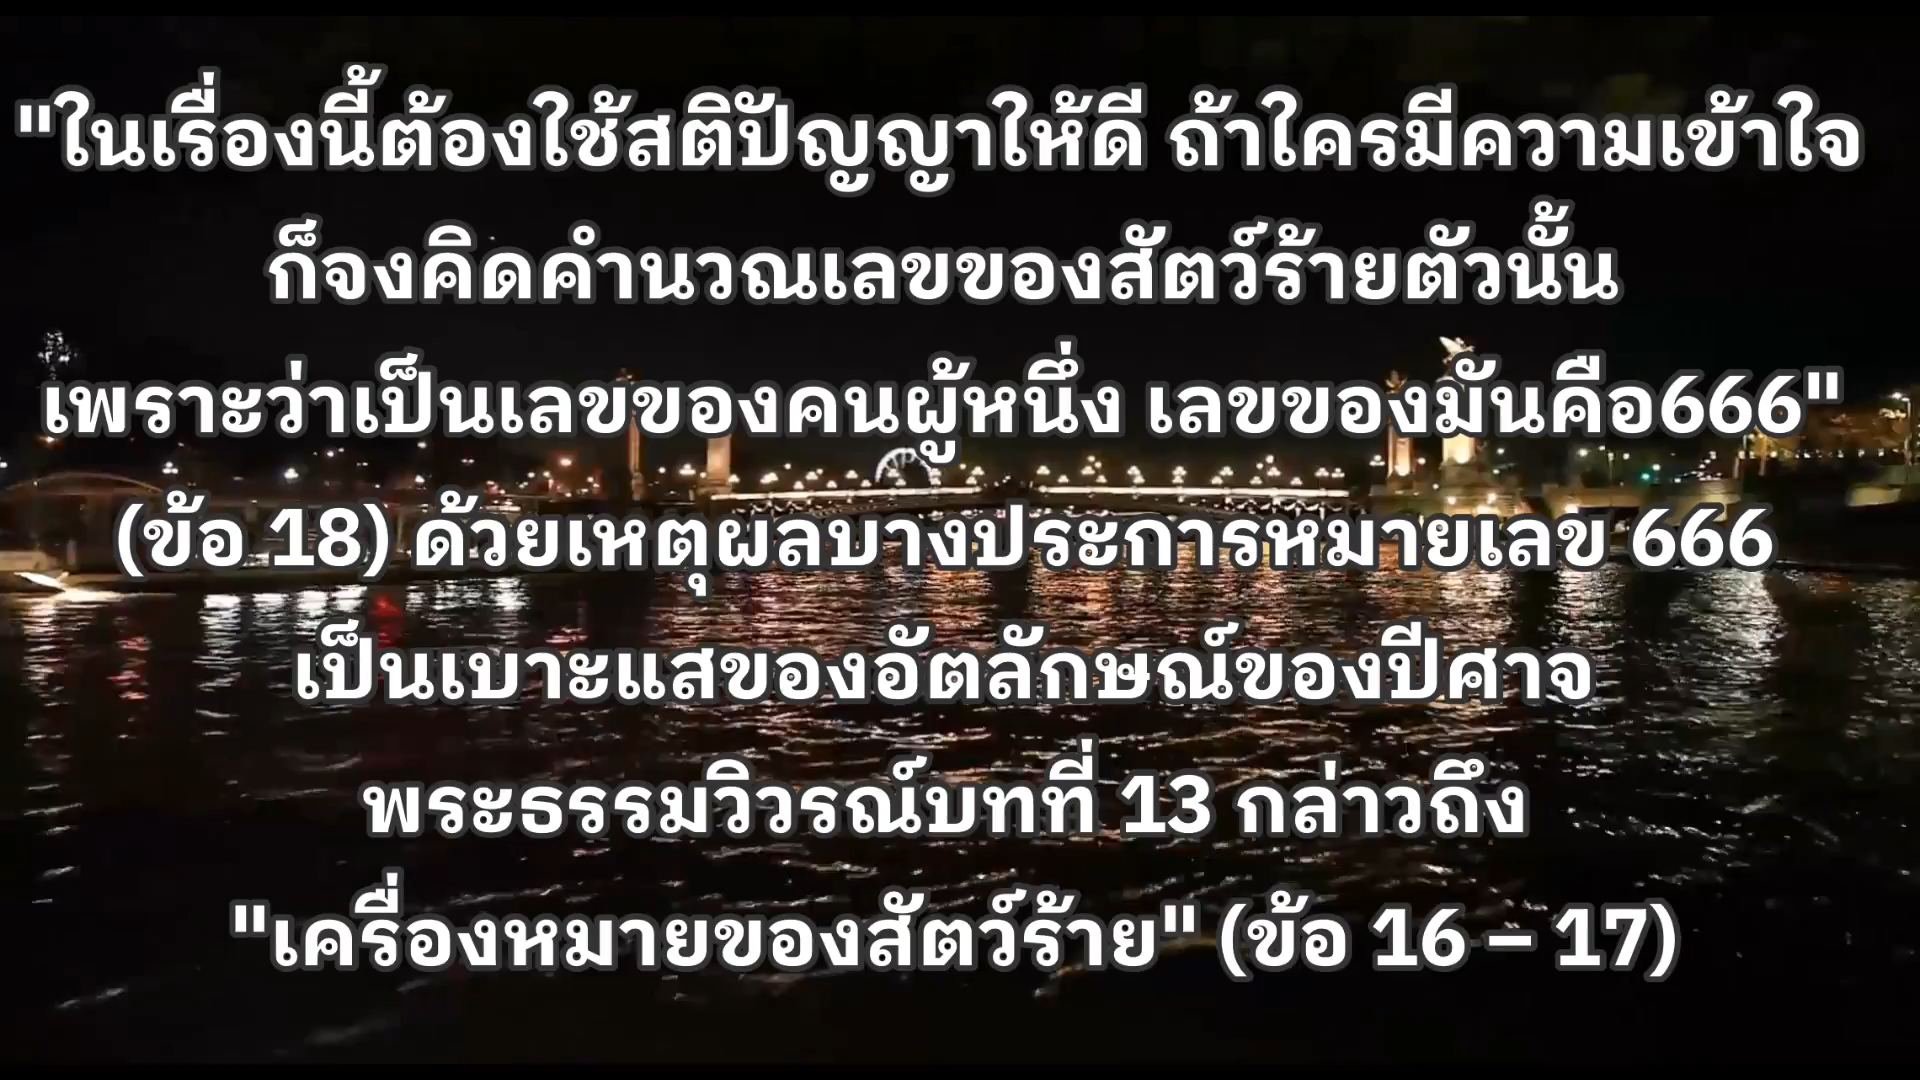 "ในเรื่องนี้ต้องใช้สติปัญญาให้ดี ถ้าใครมีความเข้าใจ
ก็จงคิดคำนวณเลขของสัตว์ร้ายตัวนั้น
เพราะว่าเป็นเลขของคนผู้หนึ่ง เลขของมันคือ666"
(ข้อ 18) ด้วยเหตุผลบางประการหมายเลข 666
เป็นเบาะแสของอัตลักษณ์ของปีศาจ
พระธรรมวิวรณ์บทที่ 13 กล่าวถึง
"เครื่องหมายของสัตว์ร้าย" (ข้อ 16 – 17)